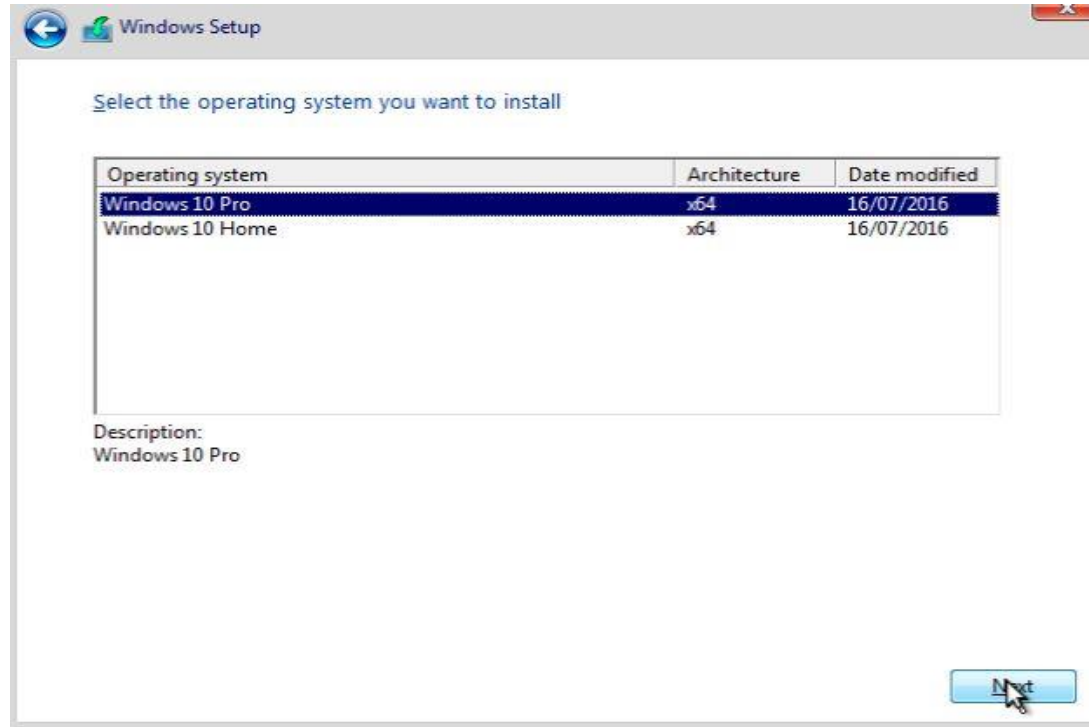 Windows Setup
Select the operating system you want to install
Operating system Architecture Date modified
Windows 10 Pro x64 16/07/2016
Windows 10 Home x64 16/07/2016
Description:
Windows 10 Pro
Next